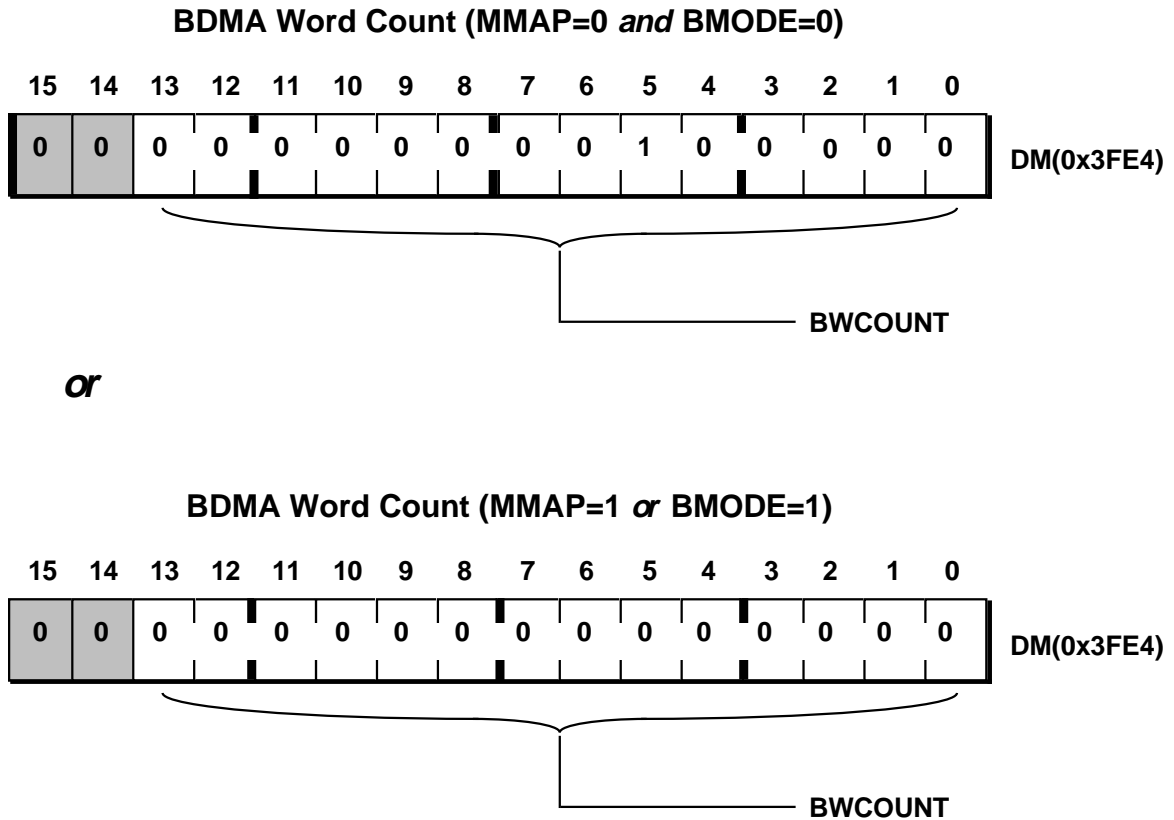 BDMA Word Count (MMAP=0 and BMODE=0)
15 14 13 12 11 10 9 8 7 6 5 4 3 2 1 0
0 0 0 0 0 0 0 0 0 0 1 0 0 0 0 0 DM(0x3FE4)
BWCOUNT
or
BDMA Word Count (MMAP=1 or BMODE=1)
15 14 13 12 11 10 9 8 7 6 5 4 3 2 1 0
0 0 0 0 0 0 0 0 0 0 0 0 0 0 0 0 DM(0x3FE4)
BWCOUNT